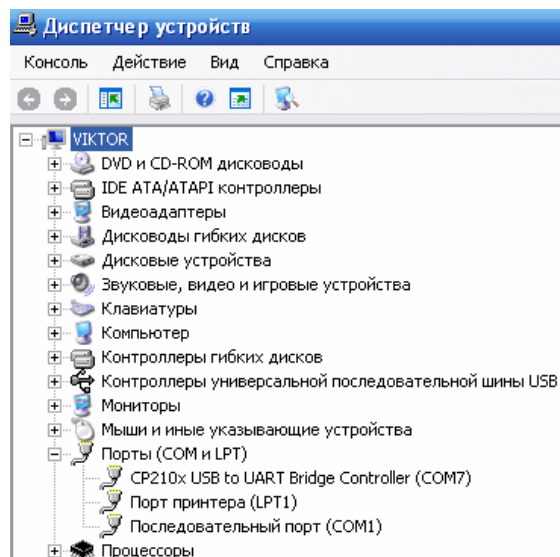 Диспетчер устройств
Консоль Действие Вид Справка
VIKTOR
DVD и CD-ROM дисководы
IDE ATA/ATAPI контроллеры
Видеоадаптеры
Дисководы гибких дисков
Дисковые устройства
Звуковые, видео и игровые устройства
Клавиатуры
Компьютер
Контроллеры гибких дисков
Контроллеры универсальной последовательной шины USB
Мониторы
Мыши и иные указывающие устройства
Порты (COM и LPT)
CP210x USB to UART Bridge Controller (COM7)
Порт принтера (LPT1)
Последовательный порт (COM1)
Процессоры